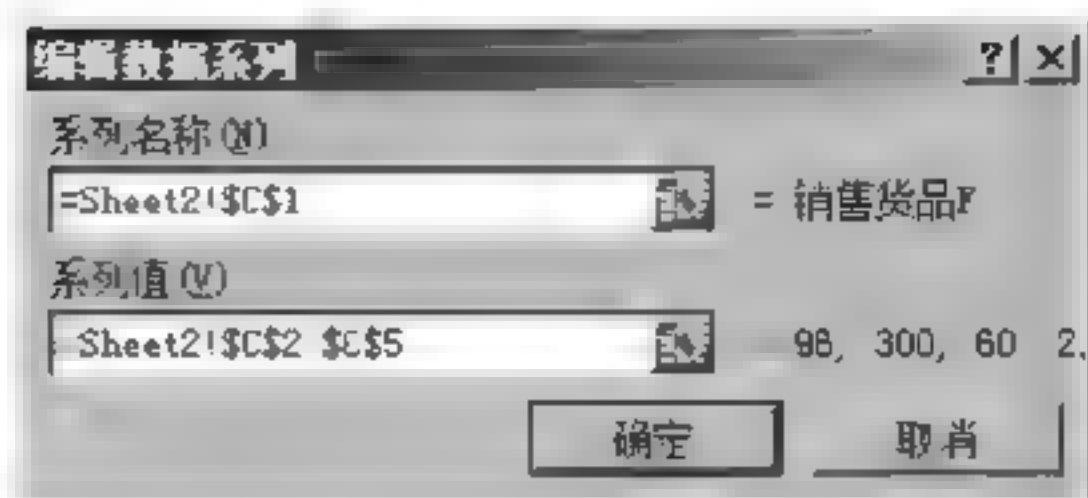 编辑数据系列
系列名称(N)
=Sheet2!$C$1 = 销售货品F
系列值(V)
Sheet2!$C$2 $C$5 98, 300, 60 2.
确定 取消